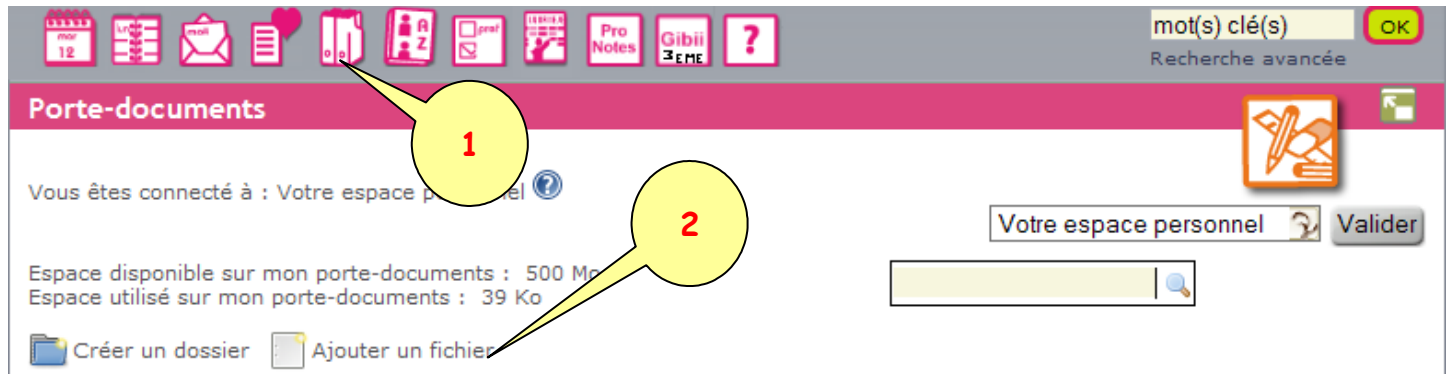 mar
12
mail
A
Z
prof
Pro
Notes
Gibii
3EME
?
mot(s) clé(s)
OK
Recherche avancée
Porte-documents
1
Vous êtes connecté à : Votre espace p nel ?
2
Votre espace personnel
Valider
Espace disponible sur mon porte-documents : 500 Mo
Espace utilisé sur mon porte-documents : 39 Ko
Créer un dossier Ajouter un fichier